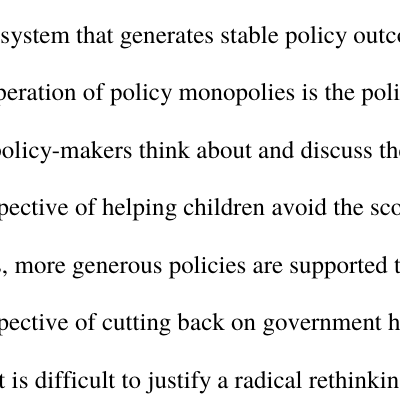 system that generates stable policy outc
peration of policy monopolies is the poli
policy-makers think about and discuss th
pective of helping children avoid the sco
, more generous policies are supported t
pective of cutting back on government h
t is difficult to justify a radical rethinkin